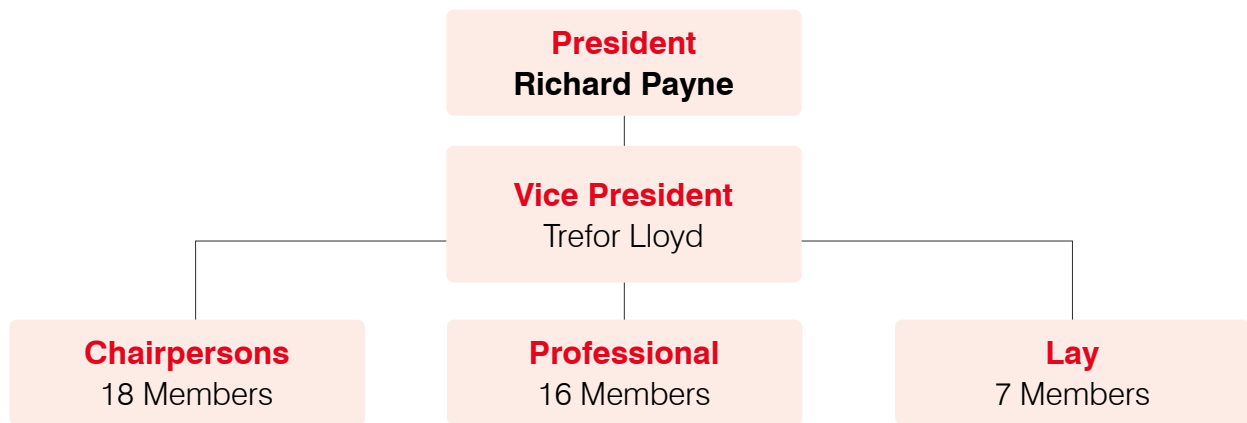 President
Richard Payne
Vice President
Trefor Lloyd
Chairpersons
18 Members
Professional
16 Members
Lay
7 Members